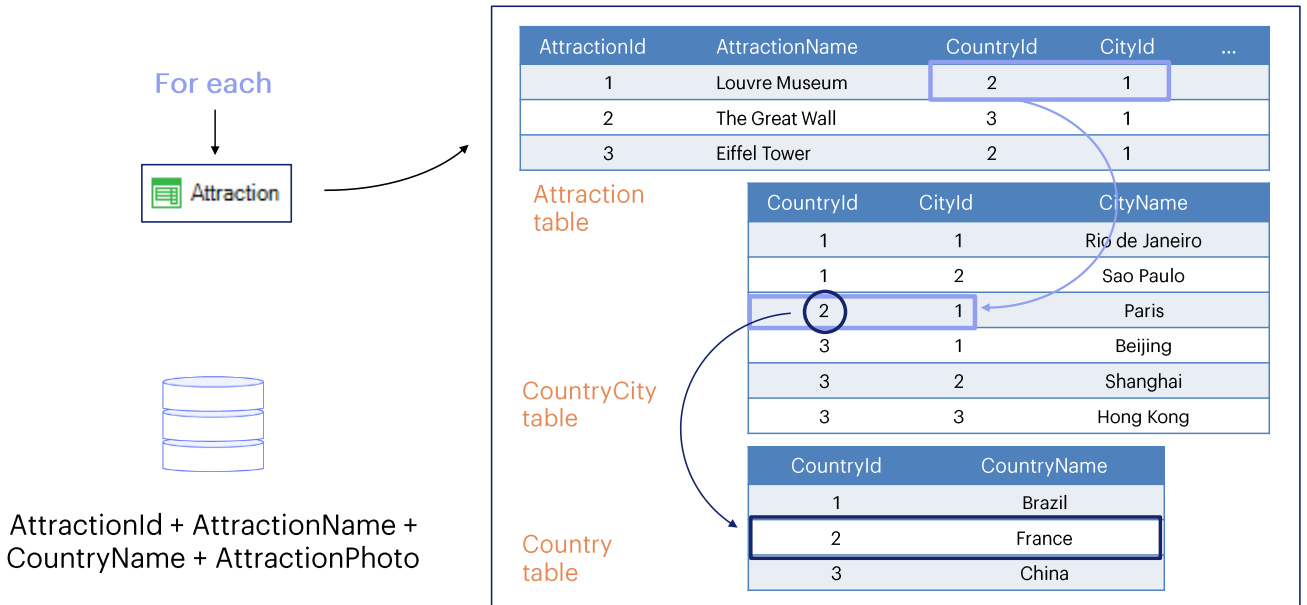 For each
Attraction
AttractionId + AttractionName +
CountryName + AttractionPhoto
AttractionId AttractionName CountryId CityId ...
1 Louvre Museum 2 1
2 The Great Wall 3 1
3 Eiffel Tower 2 1
Attraction
table
CountryId CityId CityName
1 1 Rio de Janeiro
1 2 Sao Paulo
2 1 Paris
3 1 Beijing
3 2 Shanghai
3 3 Hong Kong
CountryCity
table
CountryId CountryName
1 Brazil
2 France
3 China
Country
table